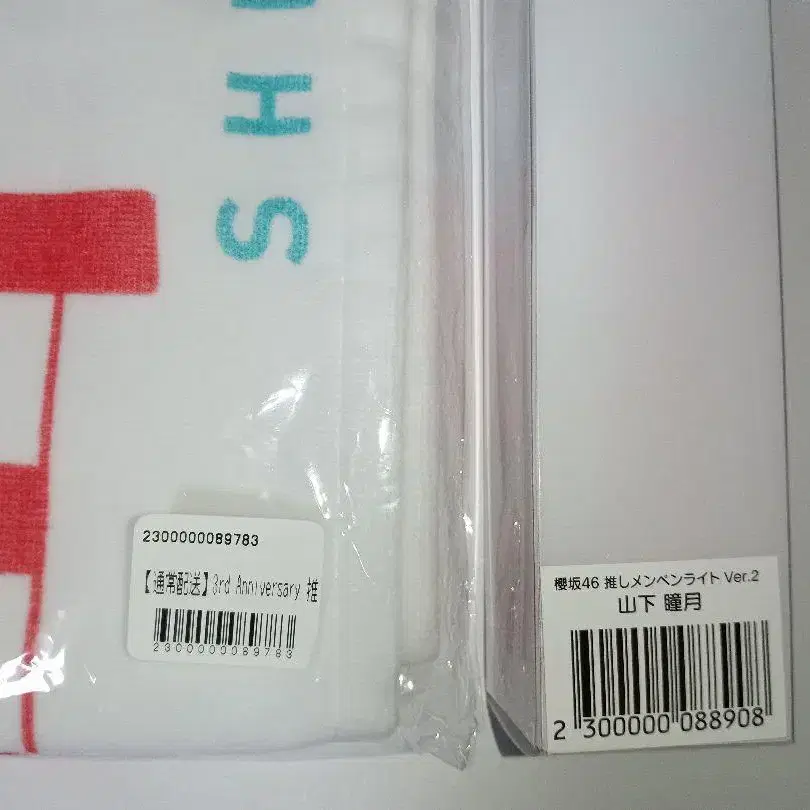 H
S
2300000089783
【通常配送】3rd Anniversary 推
2300000089783
櫻坂46 推しメンペンライト Ver.2
山下 瞳月
2 300000 088908